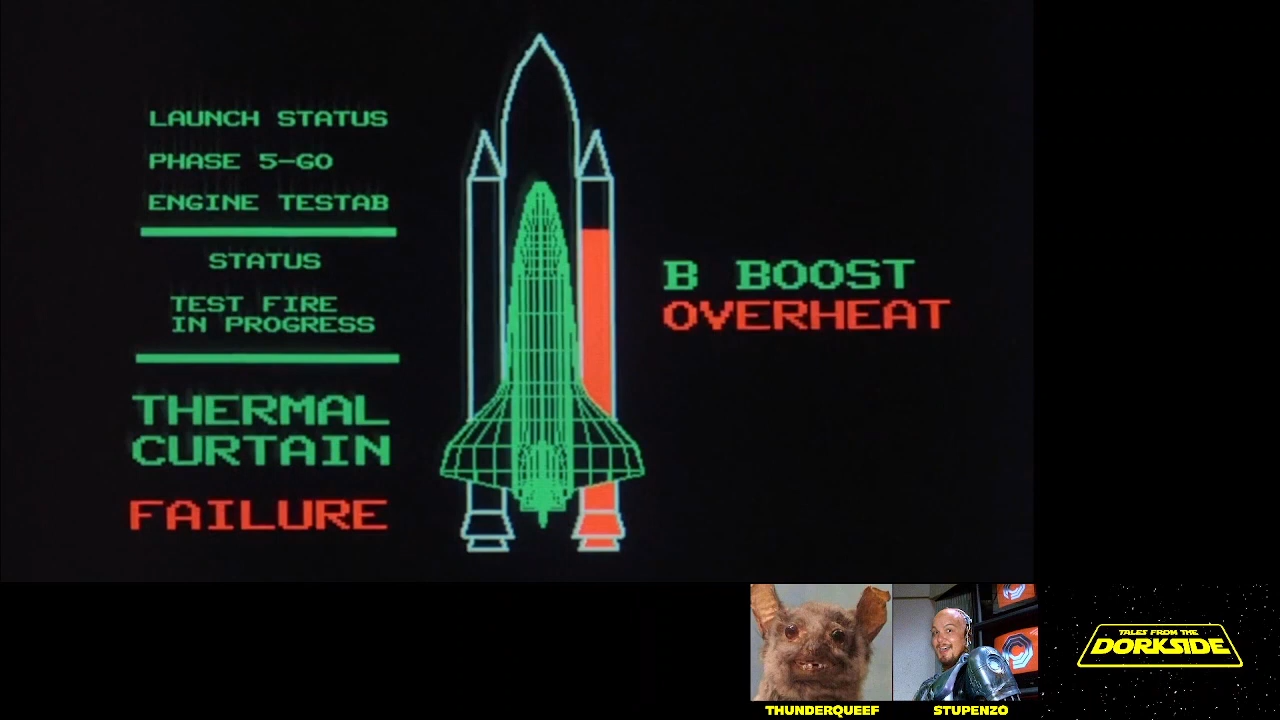 LAUNCH STATUS
PHASE 5-GO
ENGINE TESTAB
STATUS
TEST FIRE
IN PROGRESS
THERMAL
CURTAIN
FAILURE
B BOOST
OVERHEAT
THUNDERQUEEF
STUPENZO
TALES FROM THE
DORKSIDE